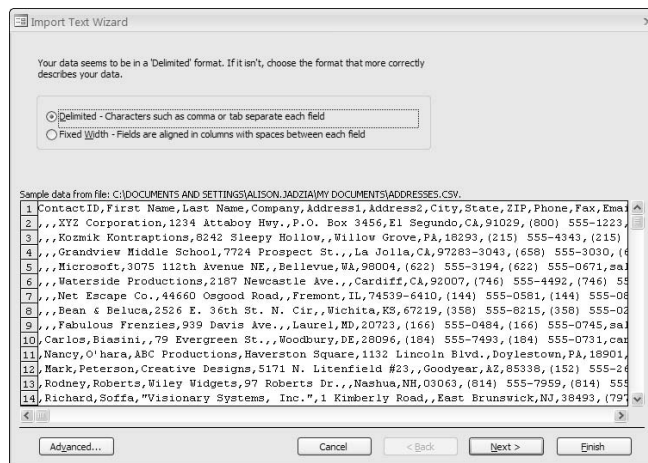 Import Text Wizard
Your data seems to be in a 'Delimited' format. If it isn't, choose the format that more correctly
describes your data.
Delimited - Characters such as comma or tab separate each field
Fixed Width - Fields are aligned in columns with spaces between each field
Sample data from file: C:\DOCUMENTS AND SETTINGS\ALISON.JADZIA\MY DOCUMENTS\ADDRESSES.CSV.
1 ContactID,First Name,Last Name,Company,Address1,Address2,City,State,ZIP,Phone,Fax,Emai
2 ,,,XYZ Corporation,1234 Attaboy Hwy.,P.O. Box 3456,El Segundo,CA,91029,(800) 555-1223,
3 ,,,Kozmik Kontraptions,8242 Sleepy Hollow,,Willow Grove,PA,18293,(215) 555-4343,(215)
4 ,,,Grandview Middle School,7724 Prospect St.,,La Jolla,CA,97283-3043,(658) 555-3030,(6
5 ,,,Microsoft,3075 112th Avenue NE,,Bellevue,WA,98004,(622) 555-3194,(622) 555-0671,sal
6 ,,,Waterside Productions,2187 Newcastle Ave.,,Cardiff,CA,92007,(746) 555-4492,(746) 55
7 ,,,Net Escape Co.,44660 Osgood Road,,Fremont,IL,74539-6410,(144) 555-0581,(144) 555-08
8 ,,,Bean & Beluca,2526 E. 36th St. N. Cir,,Wichita,KS,67219,(358) 555-8215,(358) 555-02
9 ,,,Fabulous Frenzies,939 Davis Ave.,,Laurel,MD,20723,(166) 555-0484,(166) 555-0745,sal
10 ,Carlos,Biasini,,79 Evergreen St.,,Woodbury,DE,28096,(184) 555-7493,(184) 555-0731,car
11 ,Nancy,O'hara,ABC Productions,Haverston Square,1132 Lincoln Blvd.,Doylestown,PA,18901,
12 ,Mark,Peterson,Creative Designs,5171 N. Litenfield #23,,Goodyear,AZ,85338,(152) 555-26
13 ,Rodney,Roberts,Wiley Widgets,97 Roberts Dr.,,Nashua,NH,03063,(814) 555-7959,(814) 555
14 ,Richard,Soffa,"Visionary Systems, Inc.",1 Kimberly Road,,East Brunswick,NJ,38493,(797
Advanced... Cancel < Back Next > Finish